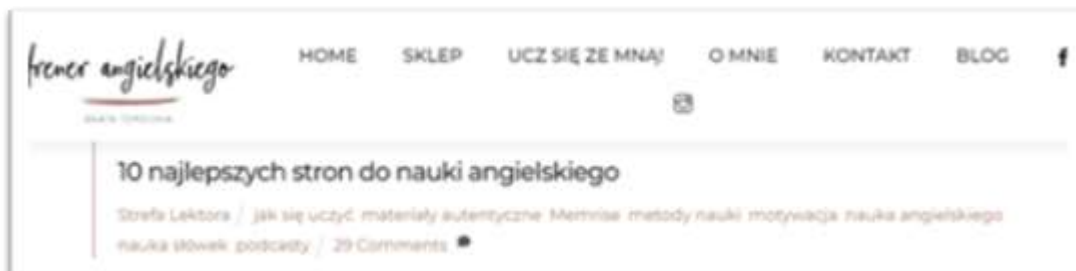 trener angielskiego
HOME SKLEP UCZ SIĘ ZE MNĄ! O MNIE KONTAKT BLOG f
10 najlepszych stron do nauki angielskiego
Strefa Lektora / jak się uczyć materiały autentyczne Memrise metody nauki motywacja nauka angielskiego
nauka słówek podcasty / 29 Comments